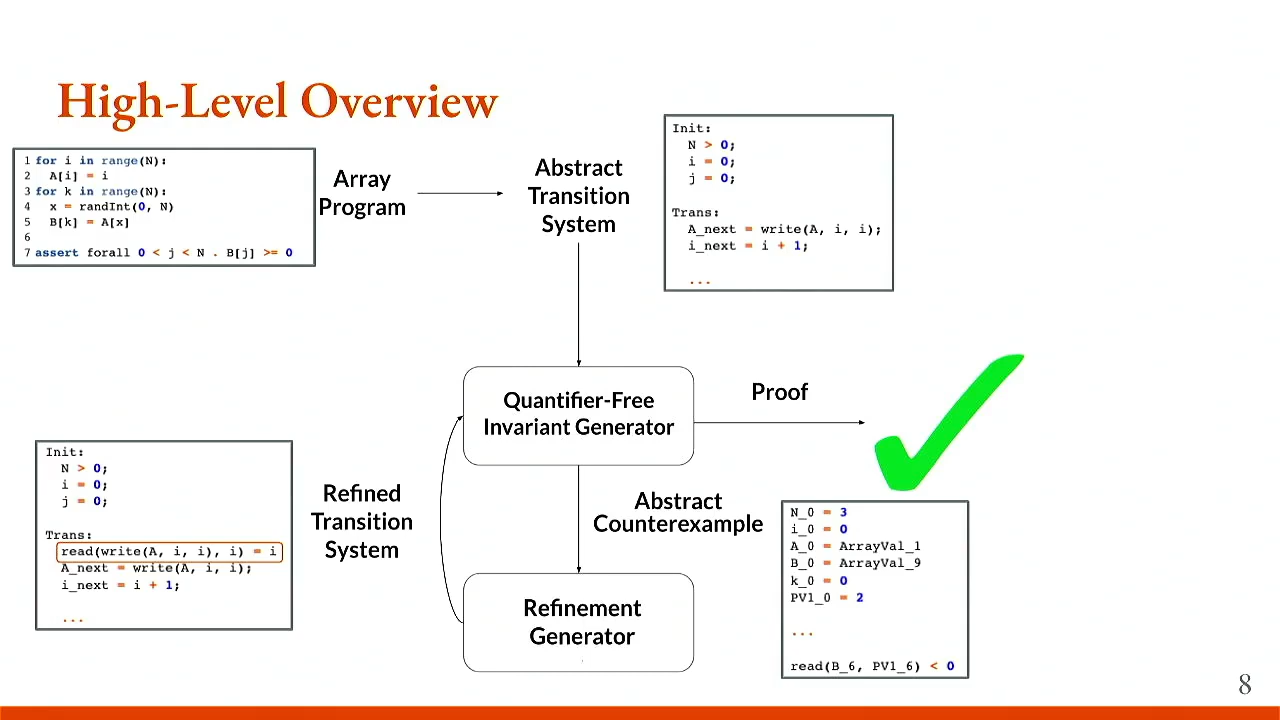 High-Level Overview
1 for i in range(N):
2 A[i] = i
3 for k in range(N):
4 x = randInt(0, N)
5 B[k] = A[x]
6
7 assert forall 0 < j < N . B[j] >= 0
Array
Program
Abstract
Transition
System
Init:
N > 0;
i = 0;
j = 0;
Trans:
A_next = write(A, i, i);
i_next = i + 1;
...
Quantifier-Free
Invariant Generator
Proof
Init:
N > 0;
i = 0;
j = 0;
Trans:
read(write(A, i, i), i) = i
A_next = write(A, i, i);
i_next = i + 1;
...
Refined
Transition
System
Abstract
Counterexample
N_0 = 3
i_0 = 0
A_0 = ArrayVal_1
B_0 = ArrayVal_9
k_0 = 0
PV1_0 = 2
...
read(B_6, PV1_6) < 0
Refinement
Generator
8